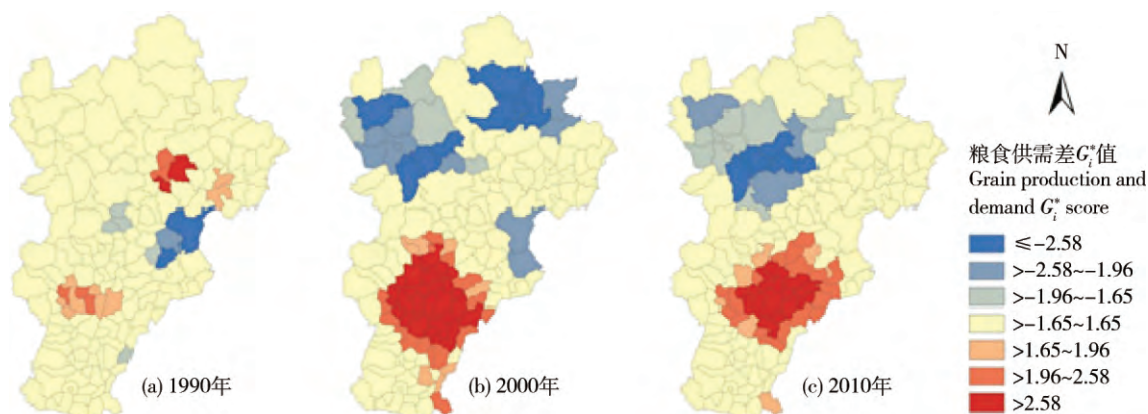 N
粮食供需差G*i值
Grain production and
demand G*i score
≤-2.58
>-2.58~-1.96
>-1.96~-1.65
>-1.65~1.65
>1.65~1.96
>1.96~2.58
>2.58
(a) 1990年
(b) 2000年
(c) 2010年